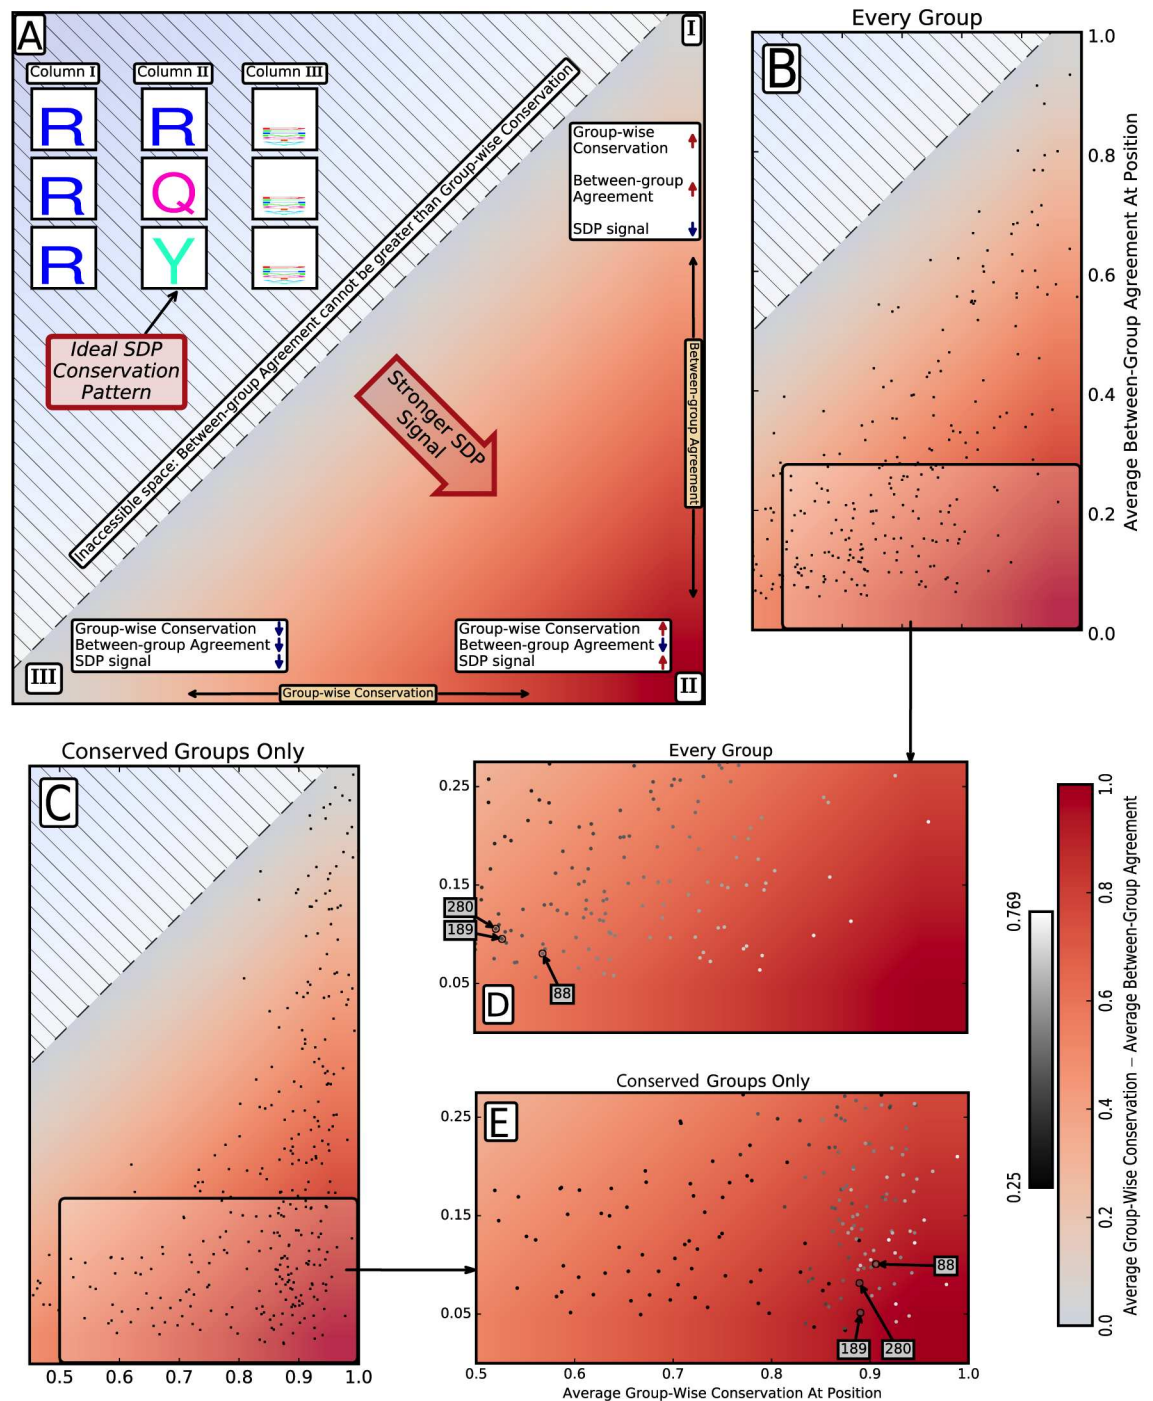 A
I
Column I
Column II
Column III
R
R
R
Q
R
Y
Ideal SDP
Conservation
Pattern
Inaccessible space: Between-group Agreement cannot be greater than Group-wise Conservation
Group-wise
Conservation
Between-group
Agreement
SDP signal
Stronger SDP
Signal
Between-group Agreement
Group-wise Conservation
Between-group Agreement
SDP signal
Group-wise Conservation
Between-group Agreement
SDP signal
III
Group-wise Conservation
II
Every Group
B
1.0
0.8
0.6
0.4
0.2
0.0
Average Between-Group Agreement At Position
Conserved Groups Only
C
0.5
0.6
0.7
0.8
0.9
1.0
Every Group
0.25
0.15
0.05
280
189
88
D
Conserved Groups Only
E
0.25
0.15
0.05
88
189
280
0.5
0.6
0.7
0.8
0.9
1.0
Average Group-Wise Conservation At Position
0.769
0.25
1.0
0.8
0.6
0.4
0.2
0.0
Average Group-Wise Conservation − Average Between-Group Agreement